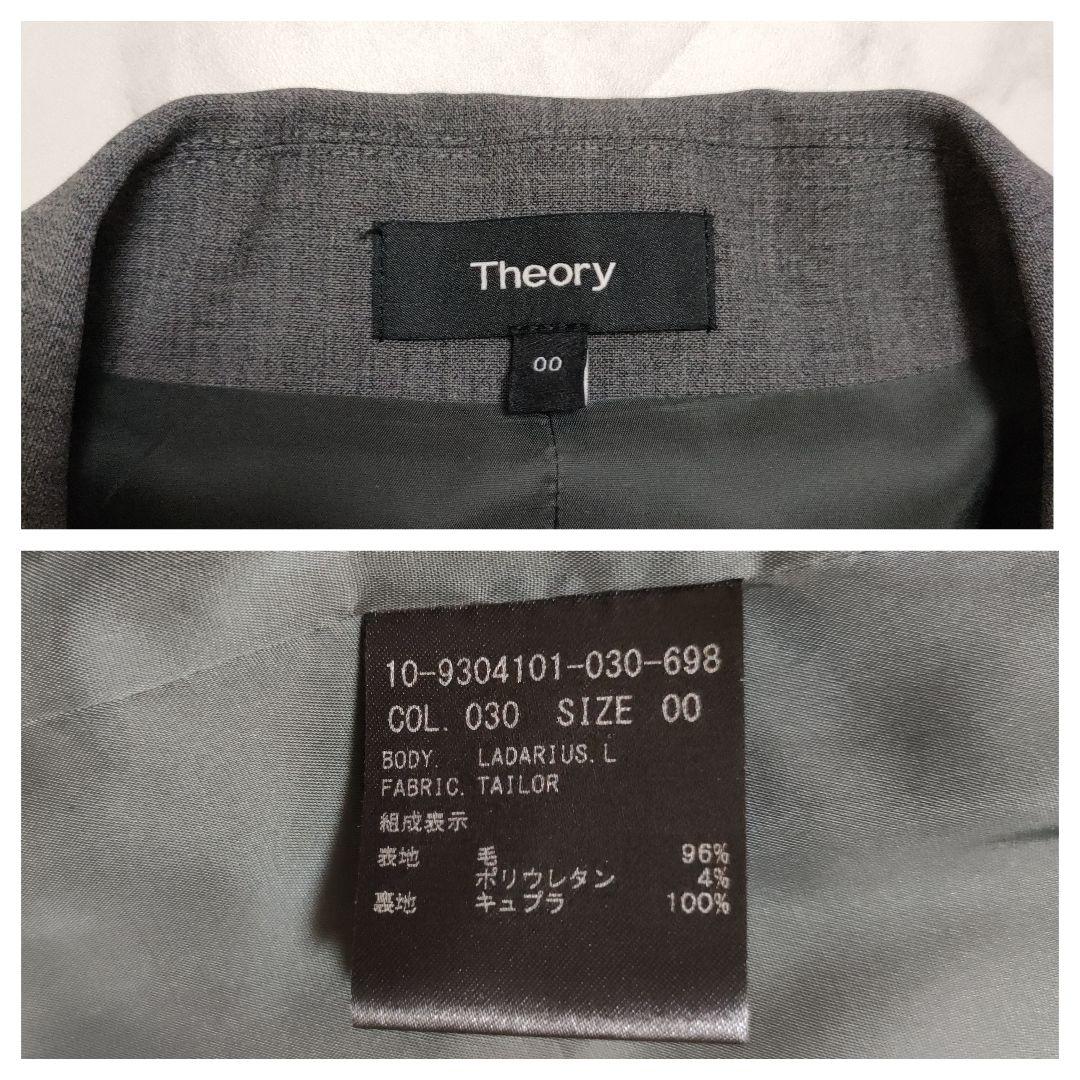 Theory
00
10-9304101-030-698
COL. 030 SIZE 00
BODY. LADARIUS.L
FABRIC. TAILOR
組成表示
表地 毛 96%
ポリウレタン 4%
裏地 キュプラ 100%